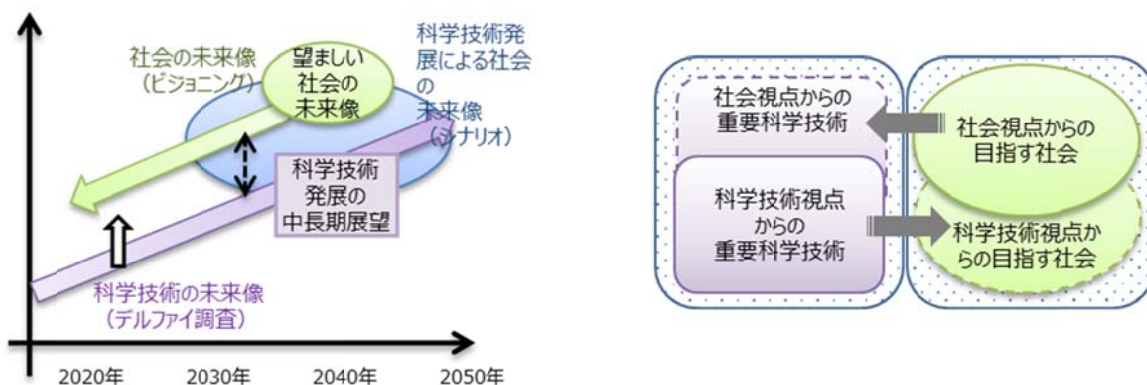 社会の未来像
（ビジョニング）
望ましい
社会の
未来像
科学技術発
展による社会
の
未来像
（シナリオ）
科学技術
発展の
中長期展望
科学技術の未来像
（デルファイ調査）
2020年
2030年
2040年
2050年
社会視点からの
重要科学技術
科学技術視点
からの
重要科学技術
社会視点からの
目指す社会
科学技術視点か
らの目指す社会